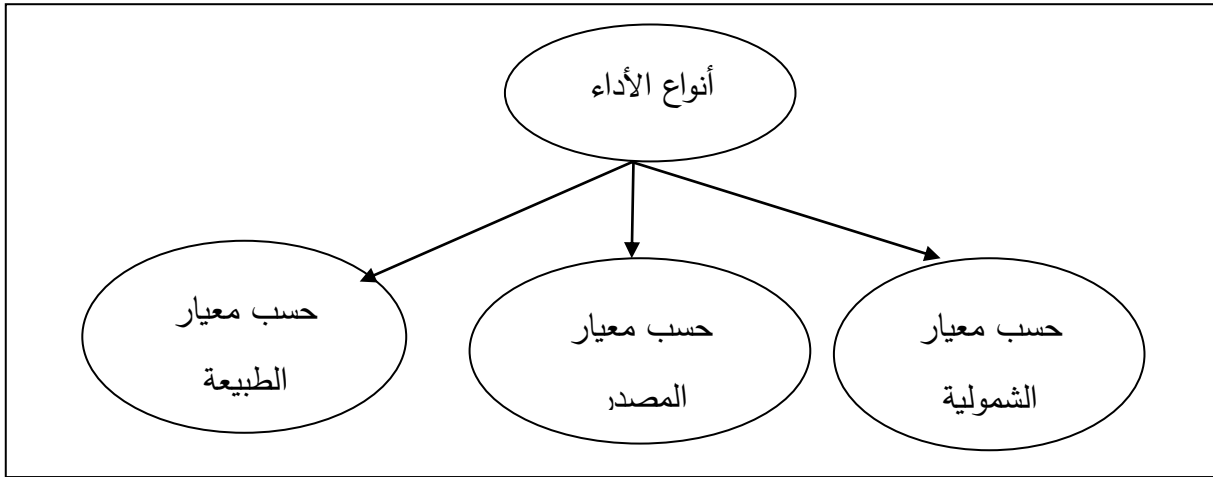 أنواع الأداء
حسب معيار
الشمولية
حسب معيار
المصدر
حسب معيار
الطبيعة